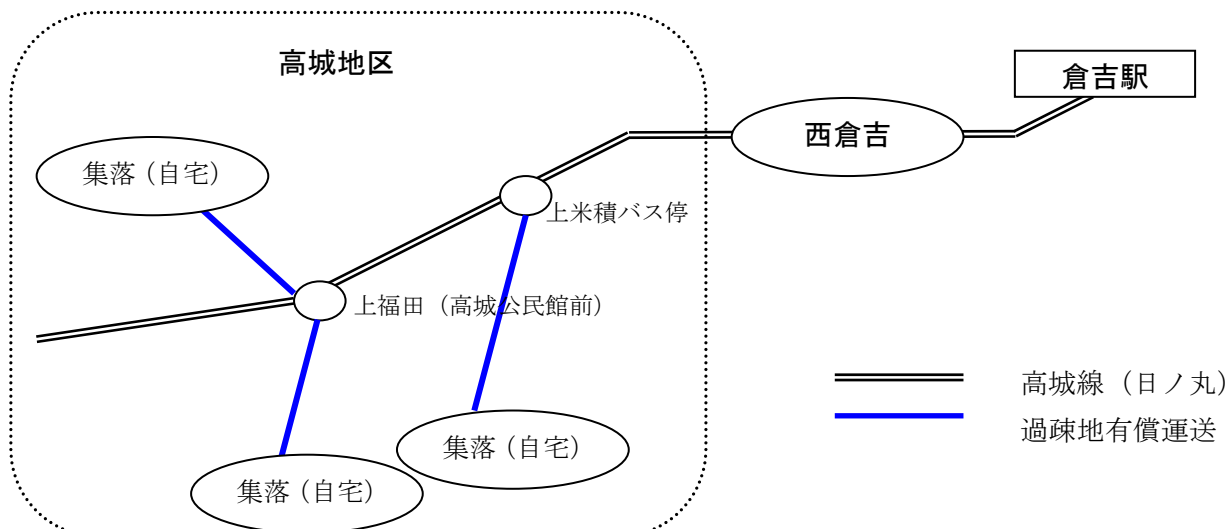 高城地区
倉吉駅
西倉吉
集落（自宅）
上米積バス停
上福田（高城公民館前）
高城線（日ノ丸）
過疎地有償運送
集落（自宅）
集落（自宅）